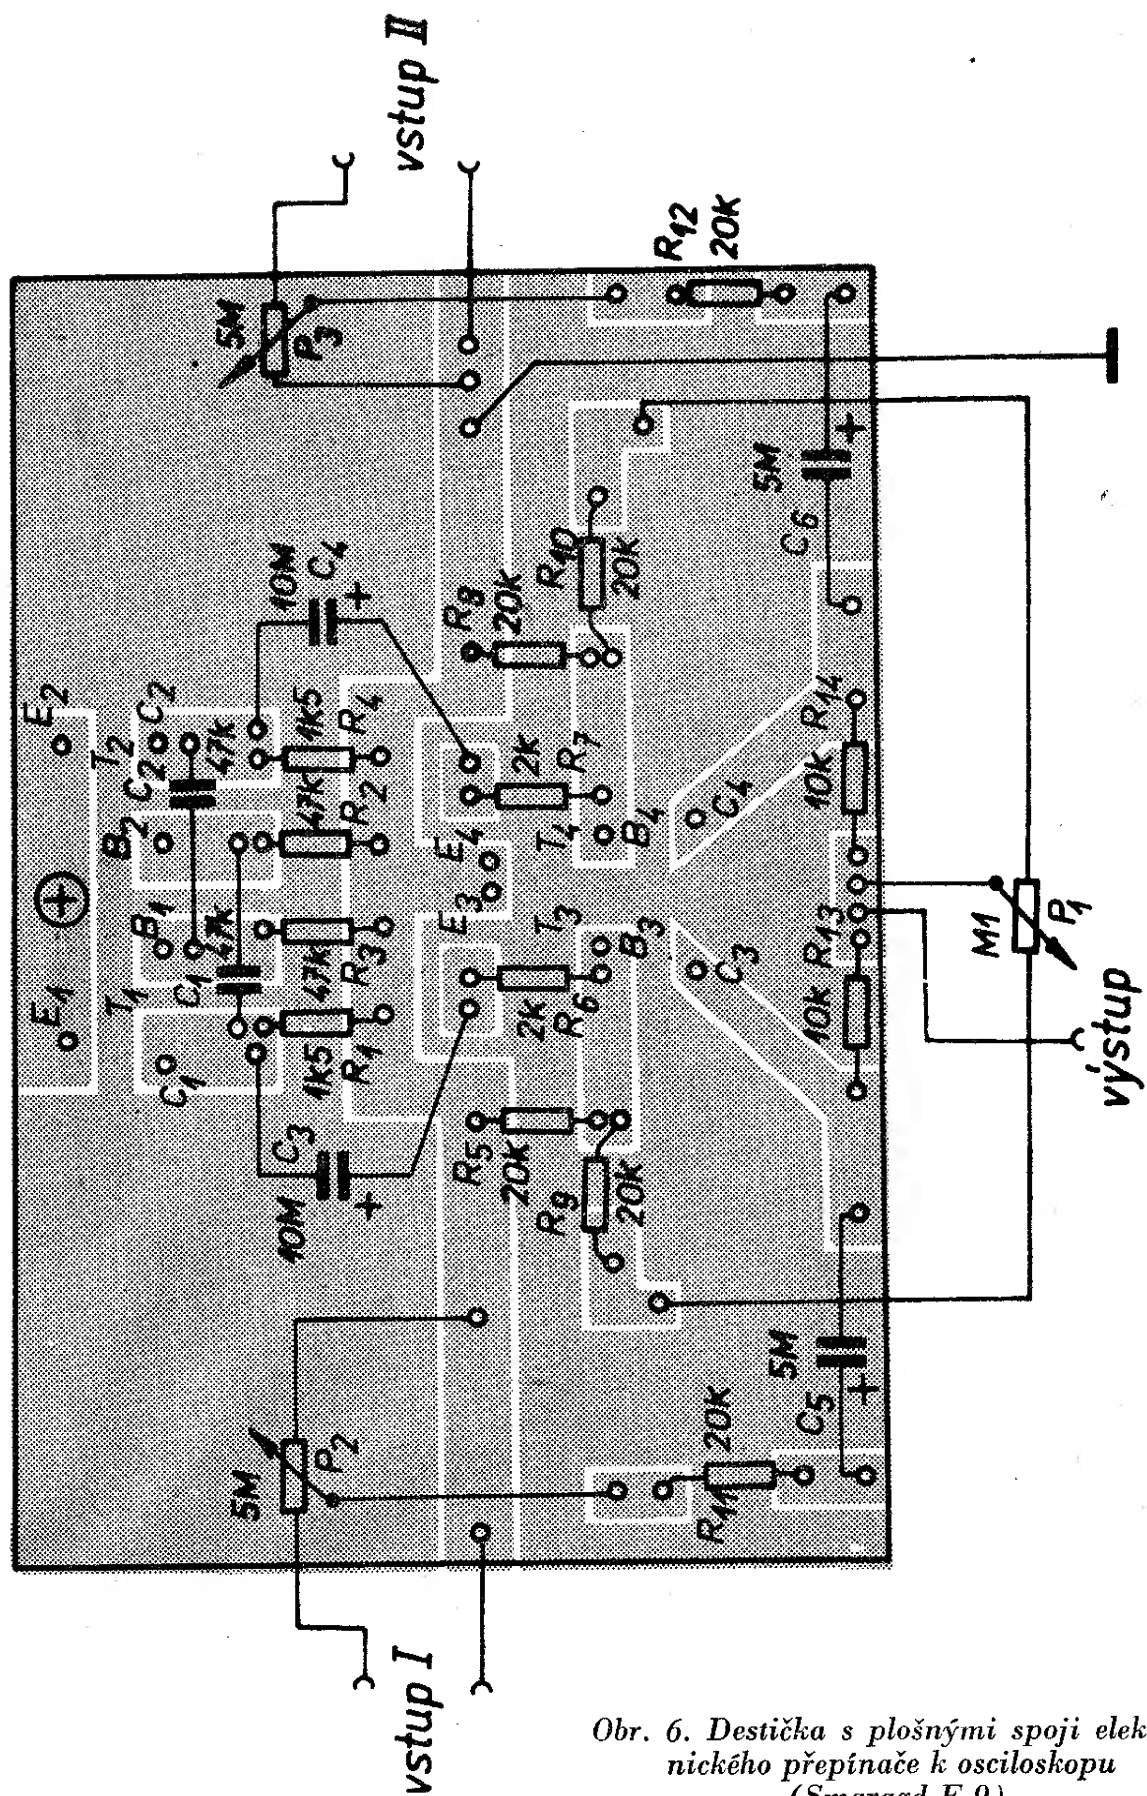 vstup II
5M
P3
R12
20K
E2
T2
C2
C2
47K
B2
10M
C4
+
1k5
R4
47K
R2
R8
20K
R10
20K
5M
+
C6
+
B1
C1
47K
T1
E1
C1
47K
R3
1k5
R1
E4
2K
R7
T4
B4
C4
R14
10K
E3
T3
B3
2K
R6
C3
R13
10K
M1
P1
výstup
C3
10M
+
R5
20K
R9
20K
5M
C5
+
20K
R11
5M
P2
vstup I
Obr. 6. Destička s plošnými spoji elek
nického přepínače k osciloskopu
(Smaragd E 9)